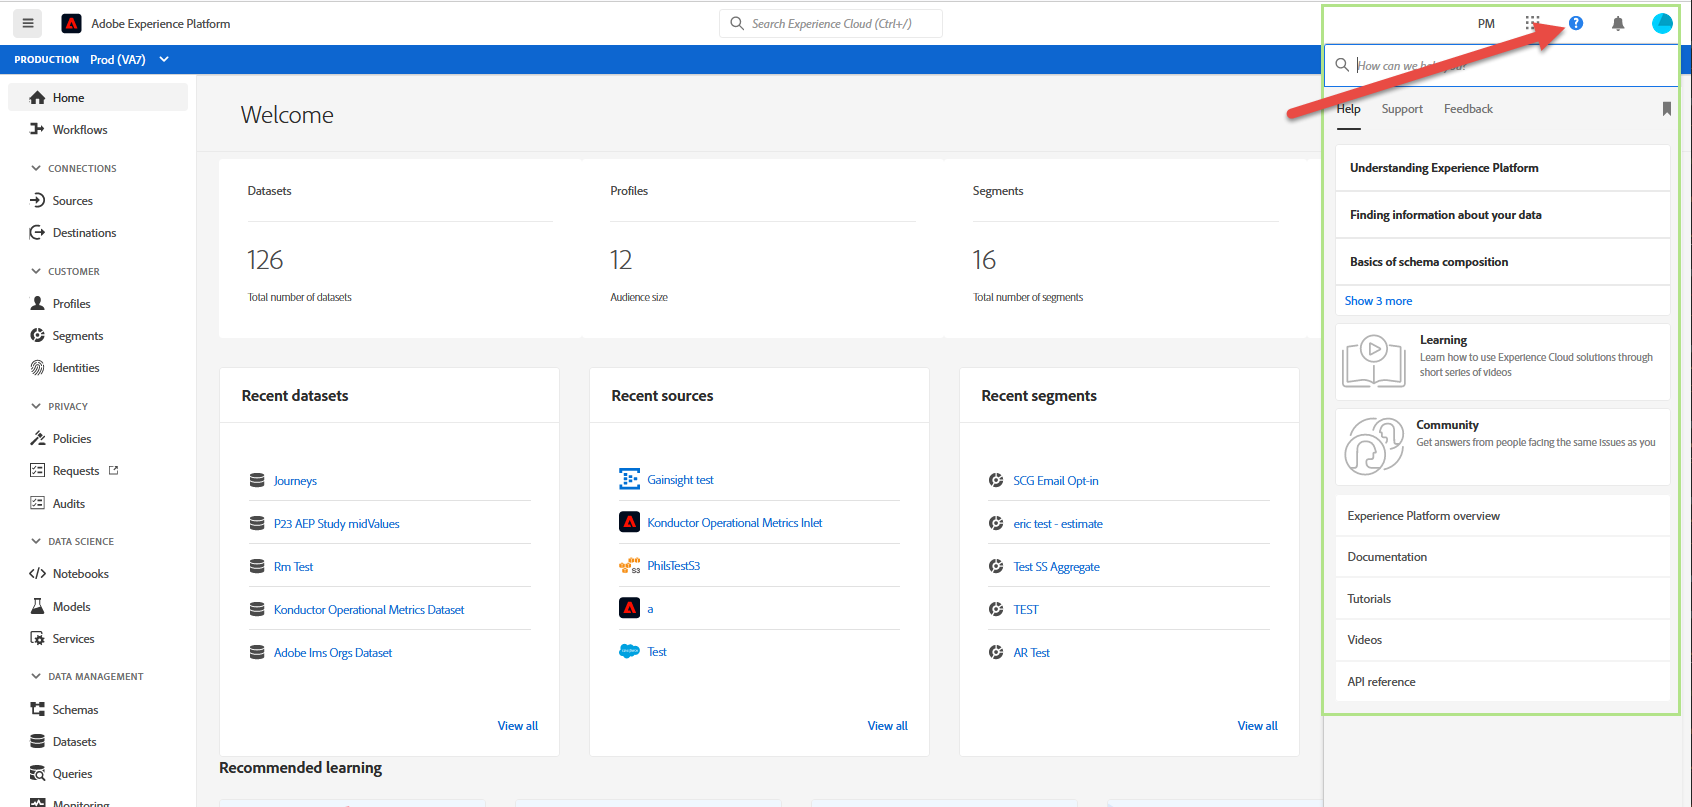 Adobe Experience Platform
Search Experience Cloud (Ctrl+/)
PM
?
PRODUCTION Prod (VA7)
Home
Workflows
CONNECTIONS
Sources
Destinations
CUSTOMER
Profiles
Segments
Identities
PRIVACY
Policies
Requests
Audits
DATA SCIENCE
Notebooks
Models
Services
DATA MANAGEMENT
Schemas
Datasets
Queries
Monitoring
Welcome
Datasets
126
Total number of datasets
Profiles
12
Audience size
Segments
16
Total number of segments
Recent datasets
Journeys
P23 AEP Study midValues
Rm Test
Konductor Operational Metrics Dataset
Adobe Ims Orgs Dataset
View all
Recent sources
Gainsight test
Konductor Operational Metrics Inlet
S3 PhilsTestS3
a
Test
View all
Recent segments
SCG Email Opt-in
eric test - estimate
Test SS Aggregate
TEST
AR Test
View all
Recommended learning
How can we help you?
Help Support Feedback
Understanding Experience Platform
Finding information about your data
Basics of schema composition
Show 3 more
Learning
Learn how to use Experience Cloud solutions through
short series of videos
Community
Get answers from people facing the same issues as you
Experience Platform overview
Documentation
Tutorials
Videos
API reference